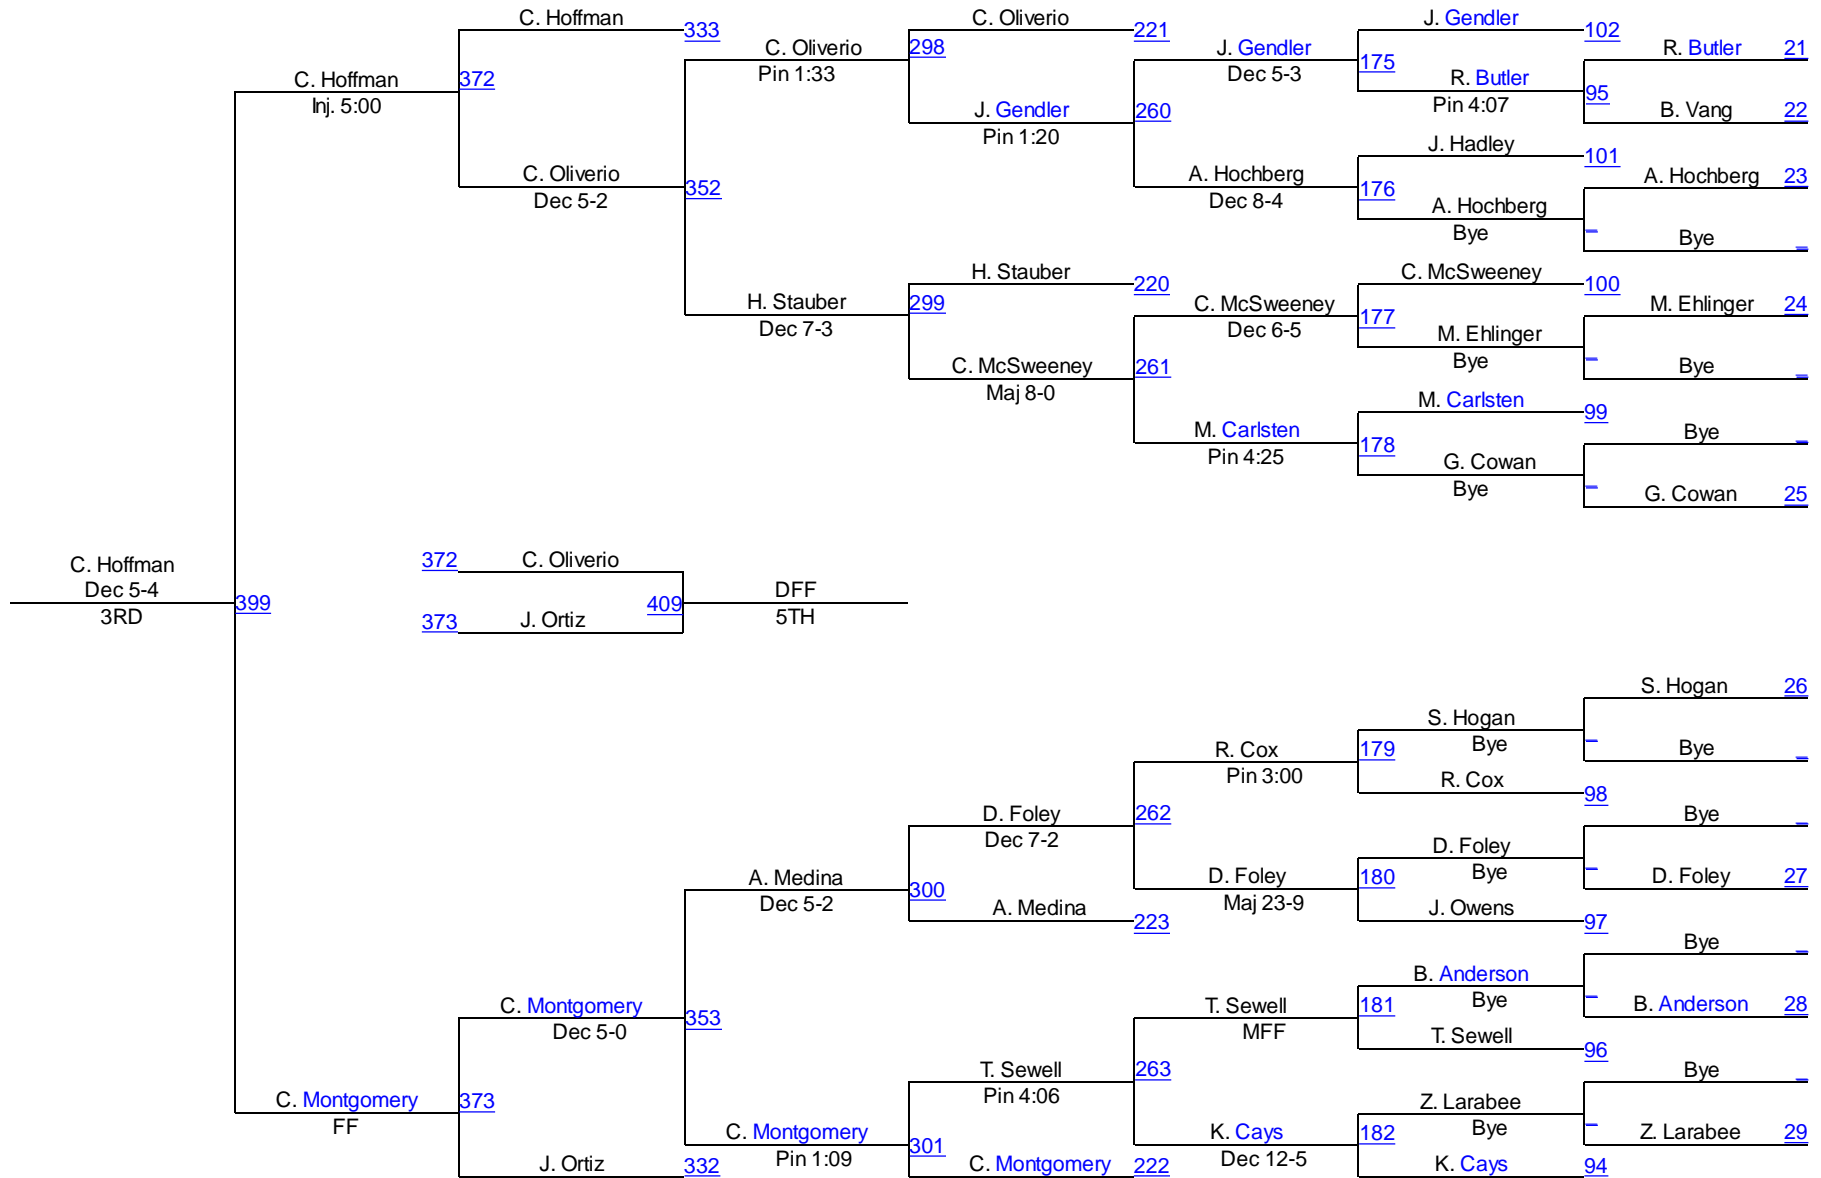 C. Hoffman
333
C. Oliverio
221
J. Gendler
102
C. Oliverio
Pin 1:33
298
J. Gendler
Dec 5-3
175
R. Butler
21
C. Hoffman
Inj. 5:00
372
R. Butler
Pin 4:07
95
J. Gendler
Pin 1:20
260
B. Vang
22
J. Hadley
101
C. Oliverio
Dec 5-2
352
A. Hochberg
Dec 8-4
176
A. Hochberg
23
A. Hochberg
Bye
–
Bye
–
H. Stauber
220
C. McSweeney
100
H. Stauber
Dec 7-3
299
C. McSweeney
Dec 6-5
177
M. Ehlinger
24
M. Ehlinger
Bye
–
C. McSweeney
Maj 8-0
261
Bye
–
M. Carlsten
99
M. Carlsten
Pin 4:25
178
Bye
–
G. Cowan
Bye
–
G. Cowan
25
C. Hoffman
Dec 5-4
3RD
399
372
C. Oliverio
373
J. Ortiz
409
DFF
5TH
S. Hogan
26
S. Hogan
Bye
–
R. Cox
Pin 3:00
179
Bye
–
R. Cox
98
D. Foley
Dec 7-2
262
Bye
–
D. Foley
Bye
–
A. Medina
Dec 5-2
300
D. Foley
Maj 23-9
180
D. Foley
27
A. Medina
223
J. Owens
97
Bye
–
B. Anderson
Bye
–
C. Montgomery
Dec 5-0
353
T. Sewell
MFF
181
B. Anderson
28
T. Sewell
96
T. Sewell
Pin 4:06
263
Bye
–
C. Montgomery
FF
373
Z. Larabee
Bye
–
C. Montgomery
Pin 1:09
301
K. Cays
Dec 12-5
182
Z. Larabee
29
J. Ortiz
332
C. Montgomery
222
K. Cays
94